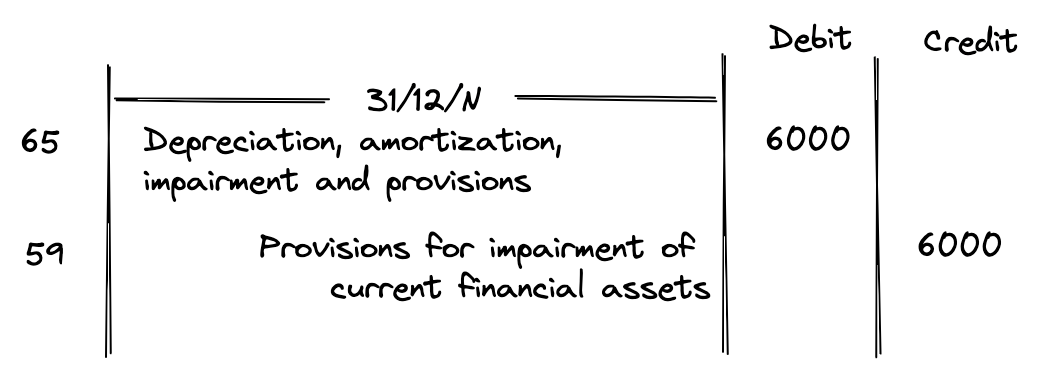 Debit Credit
31/12/N
65 Depreciation, amortization, 6000
impairment and provisions
59 Provisions for impairment of 6000
current financial assets